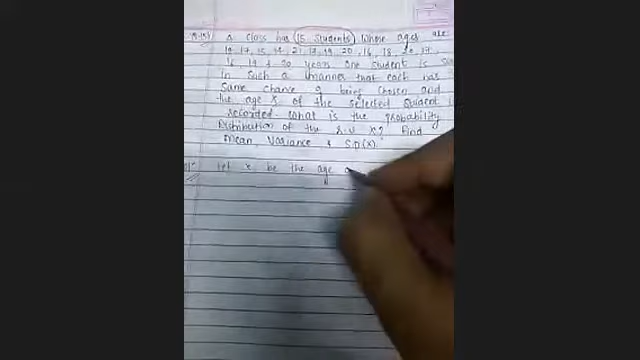 a class has 15 students whose ages are
17, 15, 14, 21, 19, 20, 16, 18, 17,
16, 19 + 20 years One student is
in Such a manner that each has
Same chance of being chosen and
the age X of the selected student
recorded. What is the probability
Distribution of the r.v X? Find
Mean, Variance & S.D(X).
Let X be the age